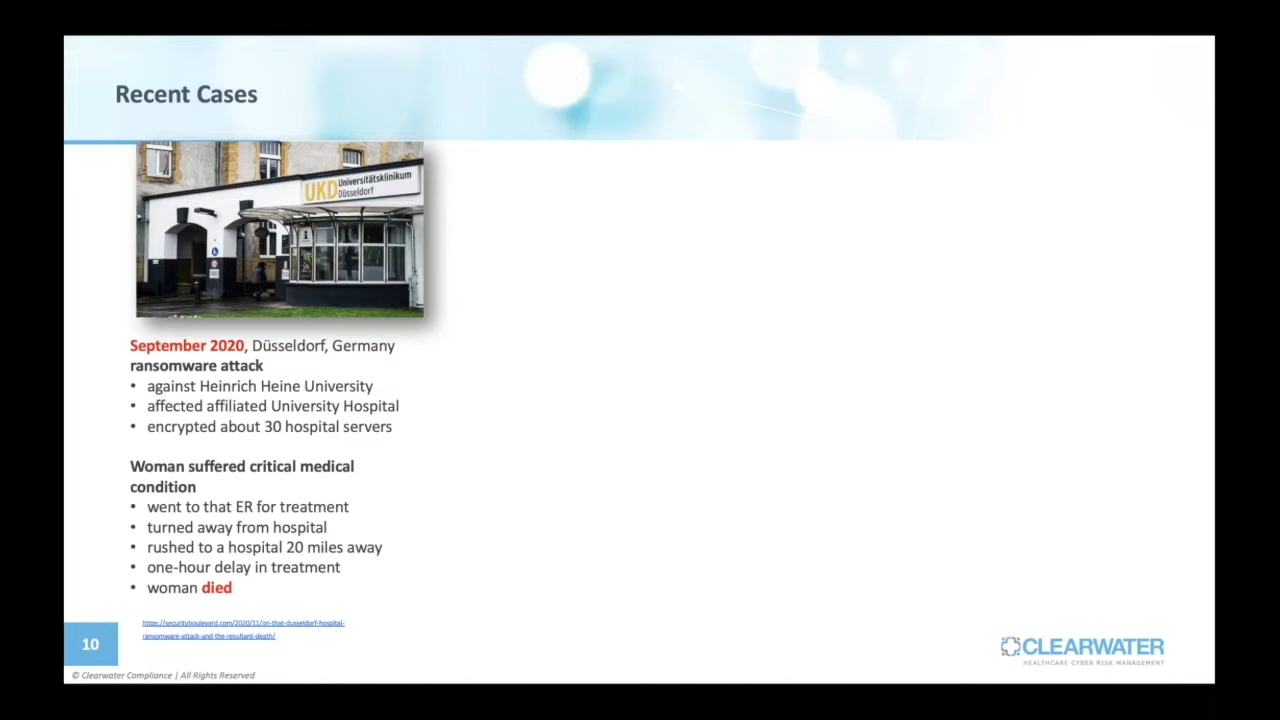 Recent Cases
UKD Universitätsklinikum
Düsseldorf
September 2020, Düsseldorf, Germany
ransomware attack
• against Heinrich Heine University
• affected affiliated University Hospital
• encrypted about 30 hospital servers
Woman suffered critical medical
condition
• went to that ER for treatment
• turned away from hospital
• rushed to a hospital 20 miles away
• one-hour delay in treatment
• woman died
https://securityboulevard.com/2020/11/on-that-dusseldorf-hospital-
ransomware-attack-and-the-resultant-death/
10
CLEARWATER
HEALTHCARE CYBER RISK MANAGEMENT
© Clearwater Compliance | All Rights Reserved